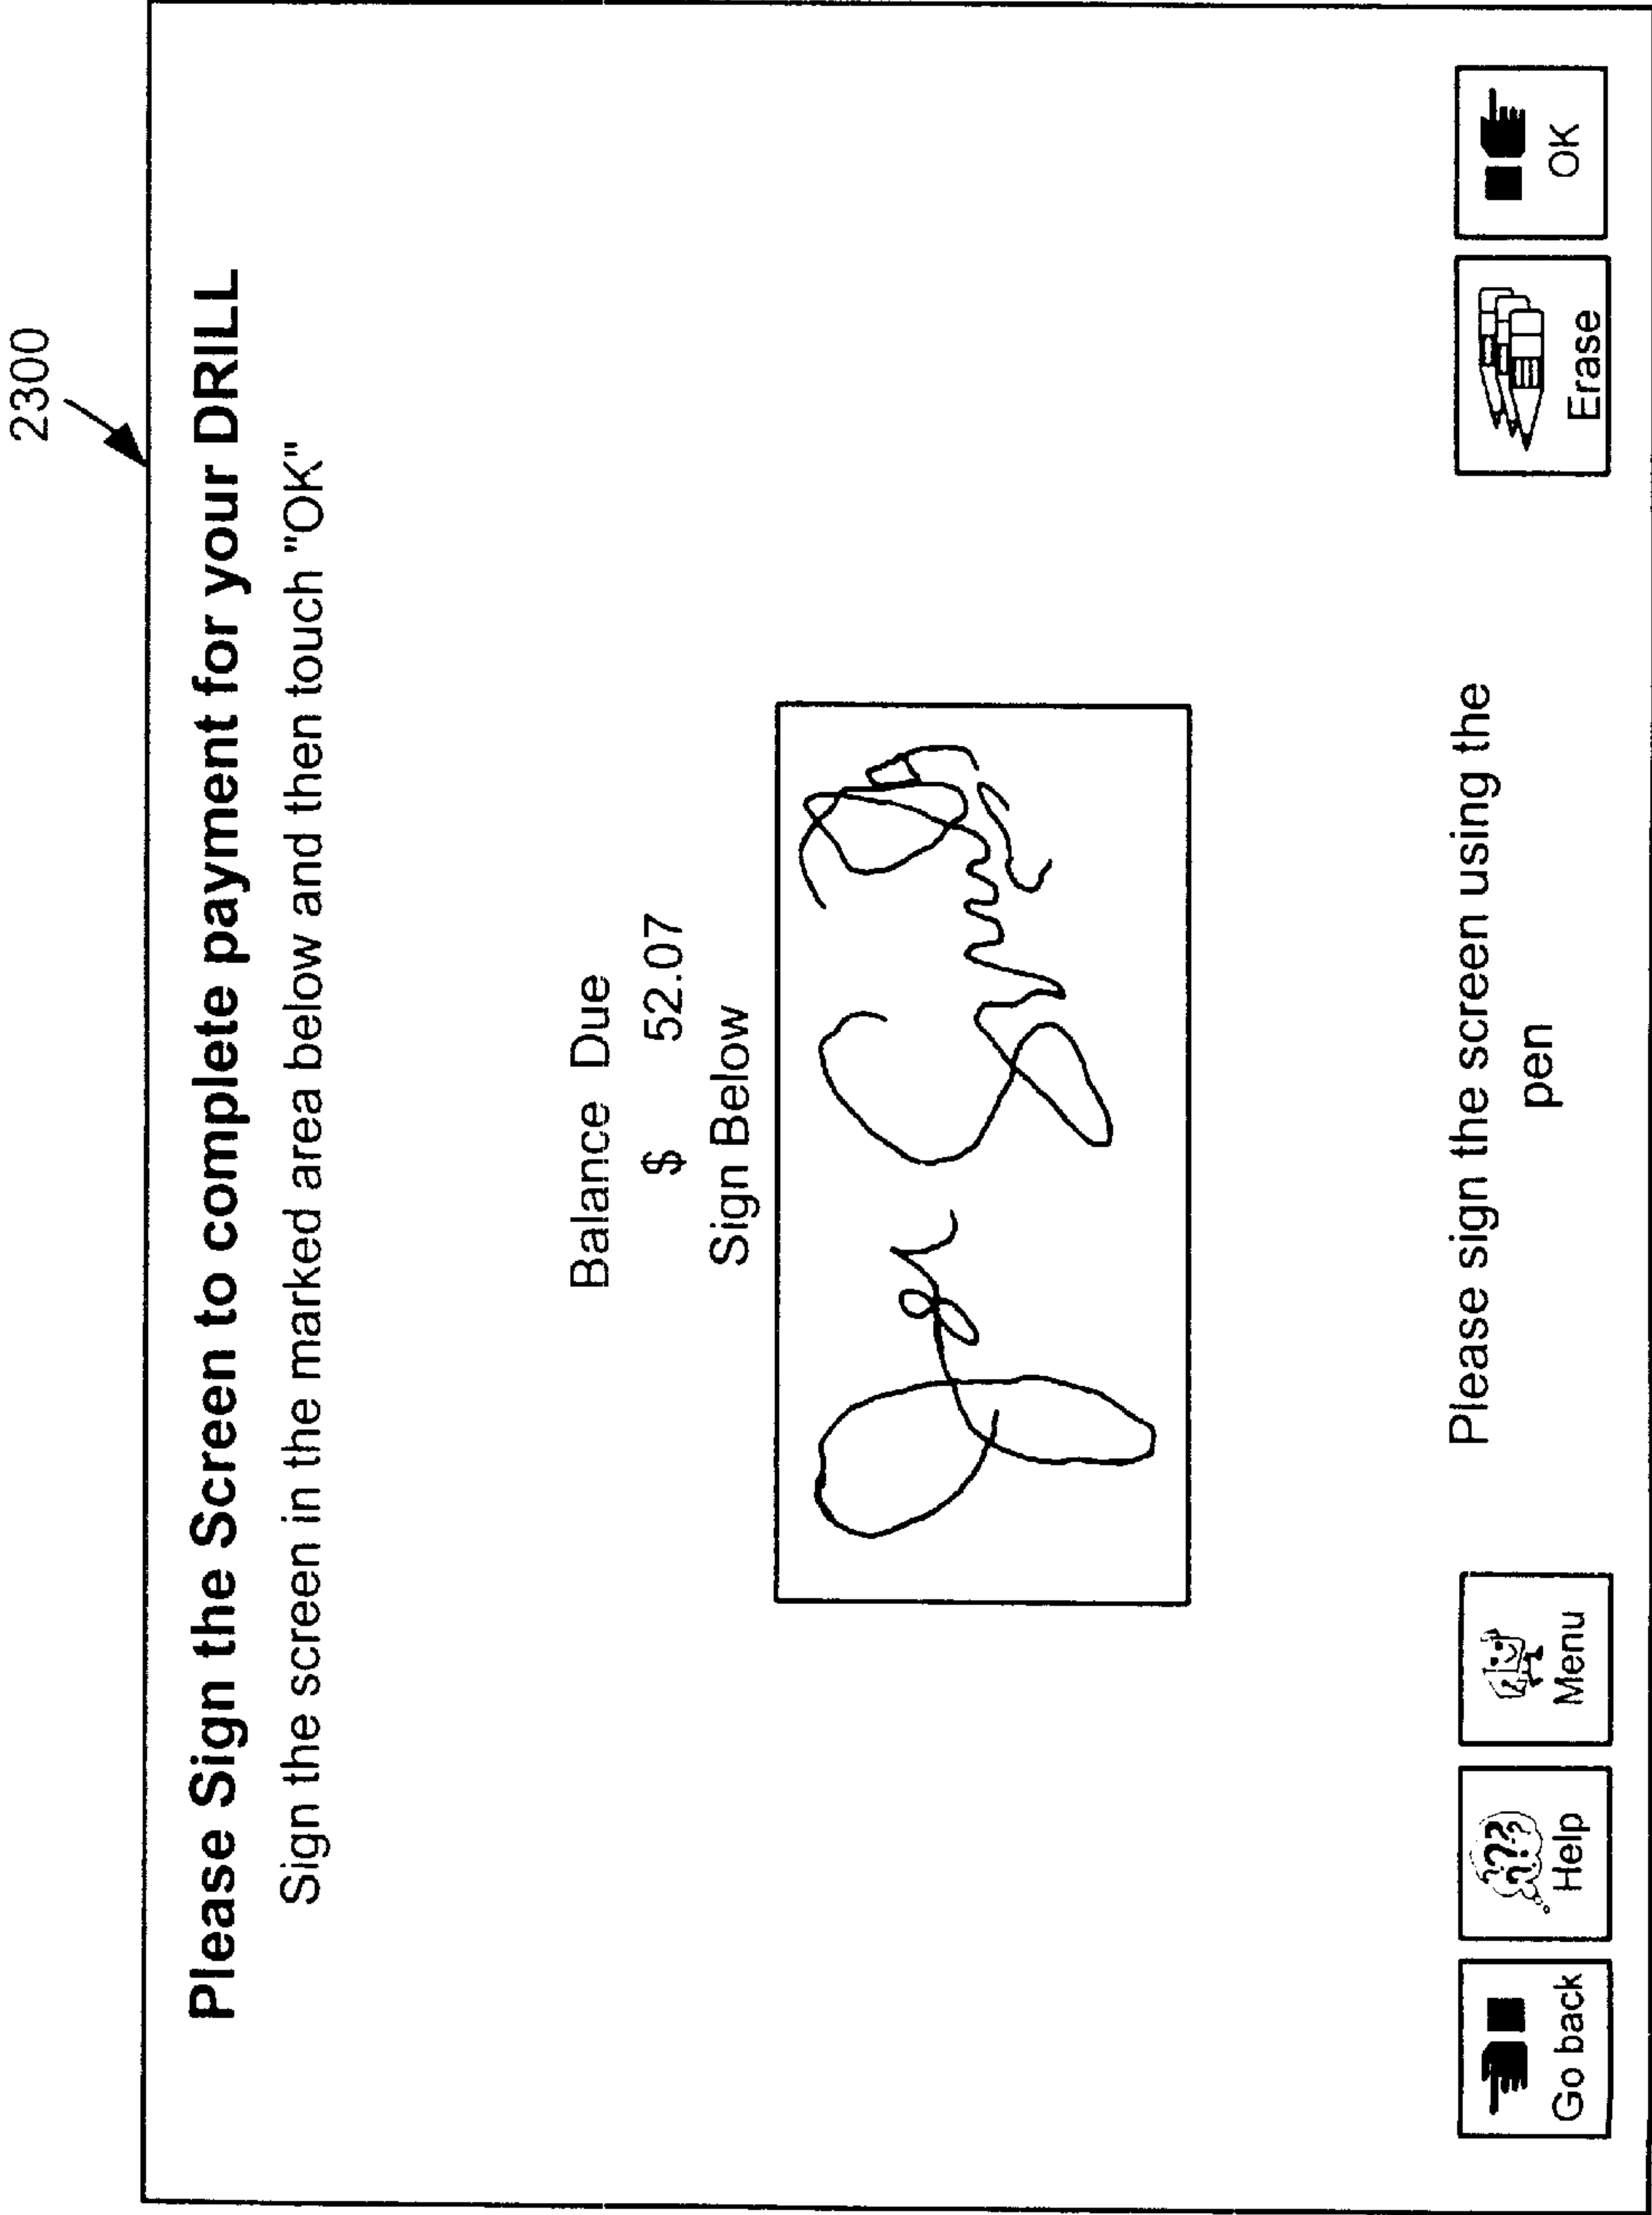 2300
Please Sign the Screen to complete payment for your DRILL
Sign the screen in the marked area below and then touch "OK"
Balance Due
$ 52.07
Sign Below
Please sign the screen using the
pen
Go back
Help
Menu
Erase
OK